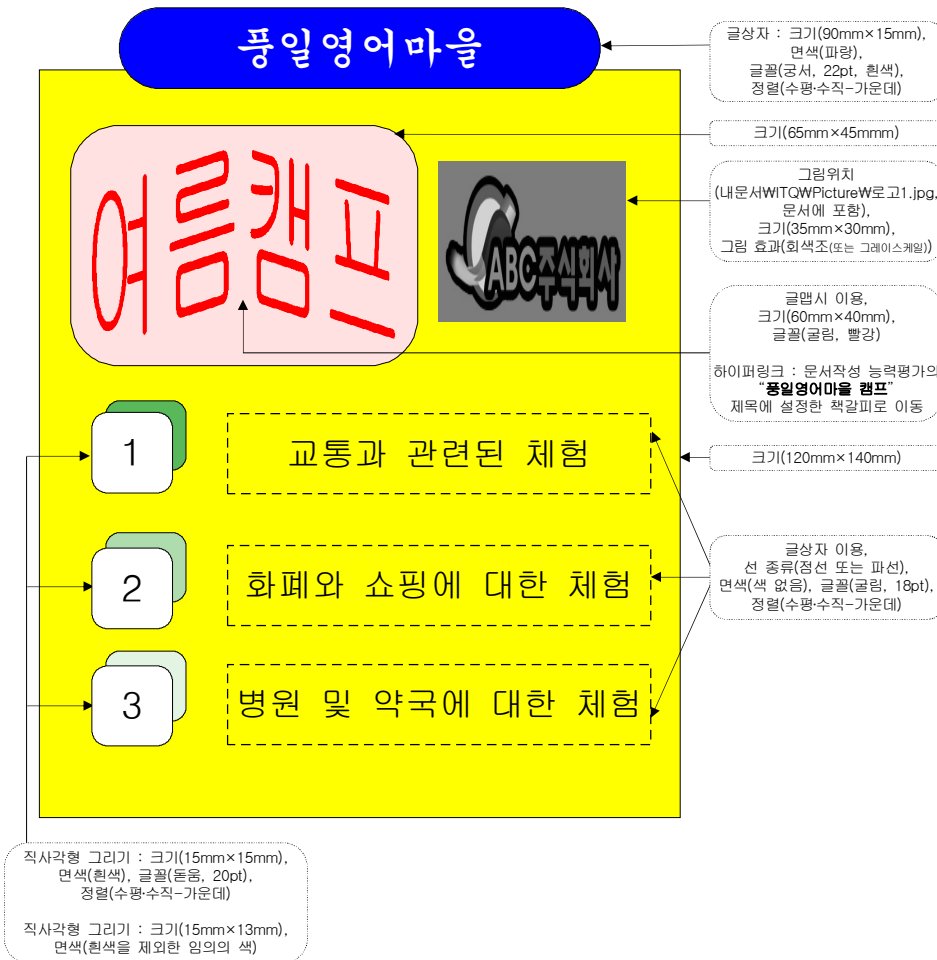 풍일영어마을
글상자 : 크기(90mm×15mm),
면색(파랑),
글꼴(궁서, 22pt, 흰색),
정렬(수평·수직-가운데)
크기(65mm×45mmm)
여름캠프
ABC주식회사
그림위치
(내문서₩ITQ₩Picture₩로고1.jpg,
문서에 포함),
크기(35mm×30mm),
그림 효과(회색조(또는 그레이스케일))
글맵시 이용,
크기(60mm×40mm),
글꼴(굴림, 빨강)
하이퍼링크 : 문서작성 능력평가의
“풍일영어마을 캠프”
제목에 설정한 책갈피로 이동
1
교통과 관련된 체험
크기(120mm×140mm)
2
화폐와 쇼핑에 대한 체험
글상자 이용,
선 종류(점선 또는 파선),
면색(색 없음), 글꼴(굴림, 18pt),
정렬(수평·수직-가운데)
3
병원 및 약국에 대한 체험
직사각형 그리기 : 크기(15mm×15mm),
면색(흰색), 글꼴(돋움, 20pt),
정렬(수평·수직-가운데)
직사각형 그리기 : 크기(15mm×13mm),
면색(흰색을 제외한 임의의 색)